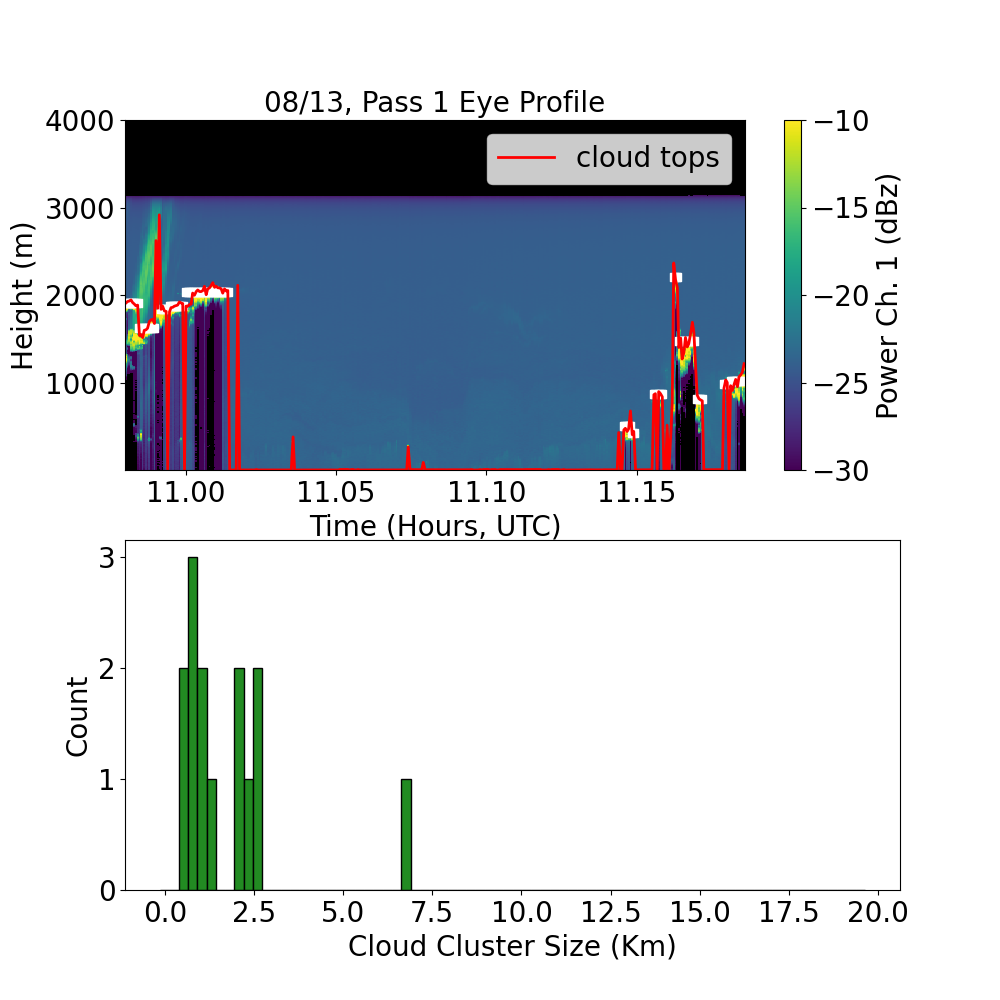 08/13, Pass 1 Eye Profile
4000
3000
2000
1000
Height (m)
cloud tops
11.00 11.05 11.10 11.15
Time (Hours, UTC)
−10
−15
−20
−25
−30
Power Ch. 1 (dBz)
3
2
1
0
Count
0.0 2.5 5.0 7.5 10.0 12.5 15.0 17.5 20.0
Cloud Cluster Size (Km)